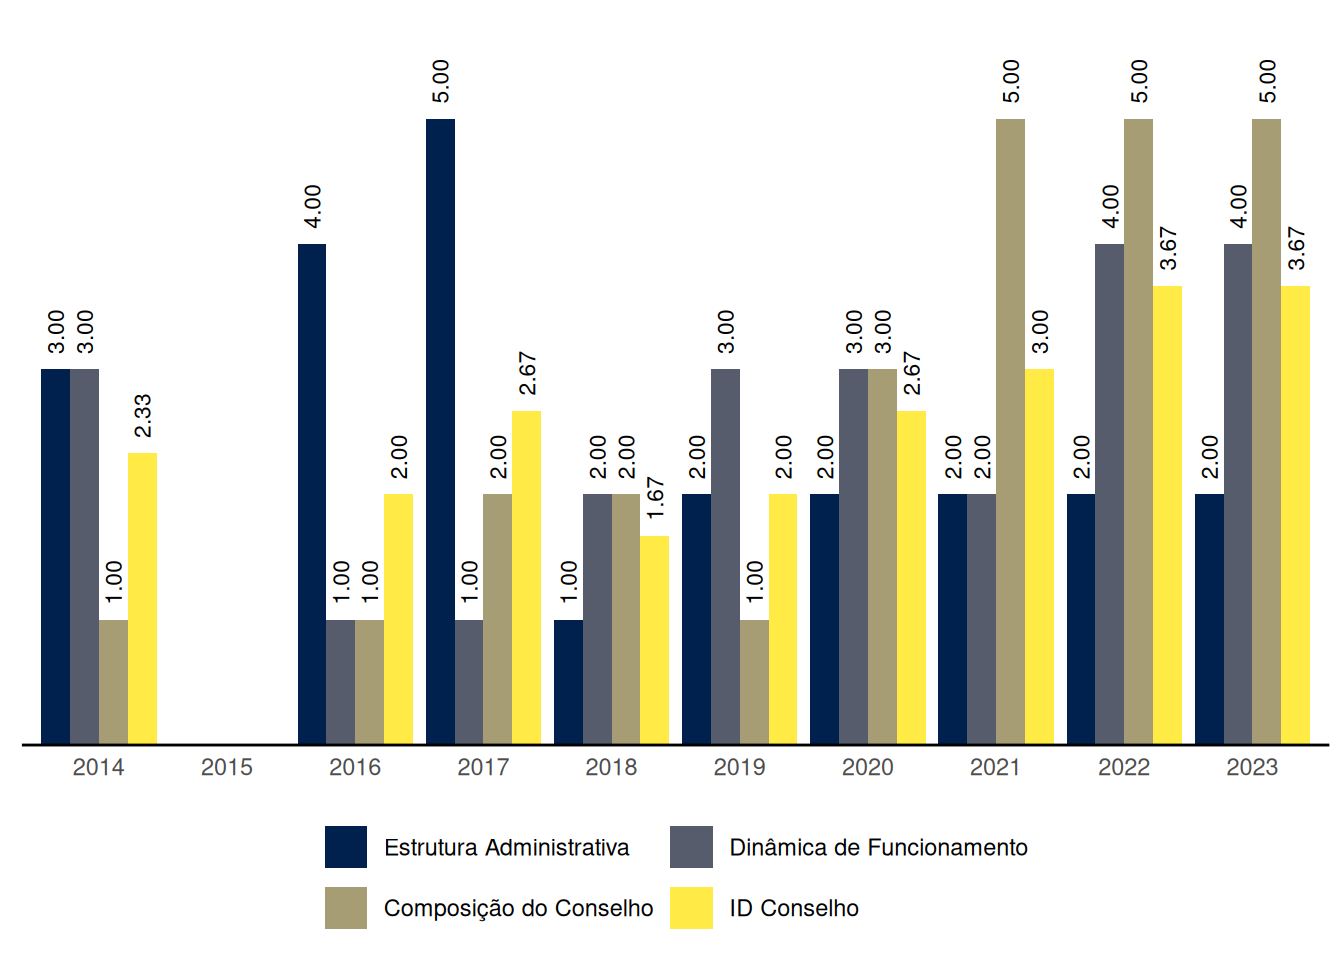 3.00 3.00 1.00 2.33
4.00 1.00 1.00 2.00
5.00 1.00 2.00 2.67
1.00 2.00 2.00 1.67
2.00 3.00 1.00 2.00
2.00 3.00 3.00 2.67
2.00 2.00 5.00 3.00
2.00 4.00 5.00 3.67
2.00 4.00 5.00 3.67
2014 2015 2016 2017 2018 2019 2020 2021 2022 2023
Estrutura Administrativa Dinâmica de Funcionamento
Composição do Conselho ID Conselho